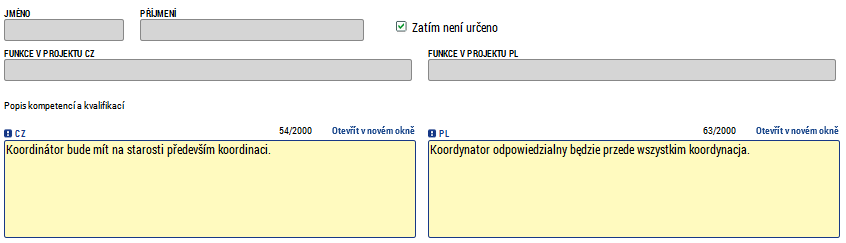 JMÉNO PŘÍJMENÍ
Zatím není určeno
FUNKCE V PROJEKTU CZ FUNKCE V PROJEKTU PL
Popis kompetencí a kvalifikací
CZ 54/2000 Otevřít v novém okně PL 63/2000 Otevřít v novém okně
Koordinátor bude mít na starosti především koordinaci. Koordynator odpowiedzialny będzie przede wszystkim koordynacja.